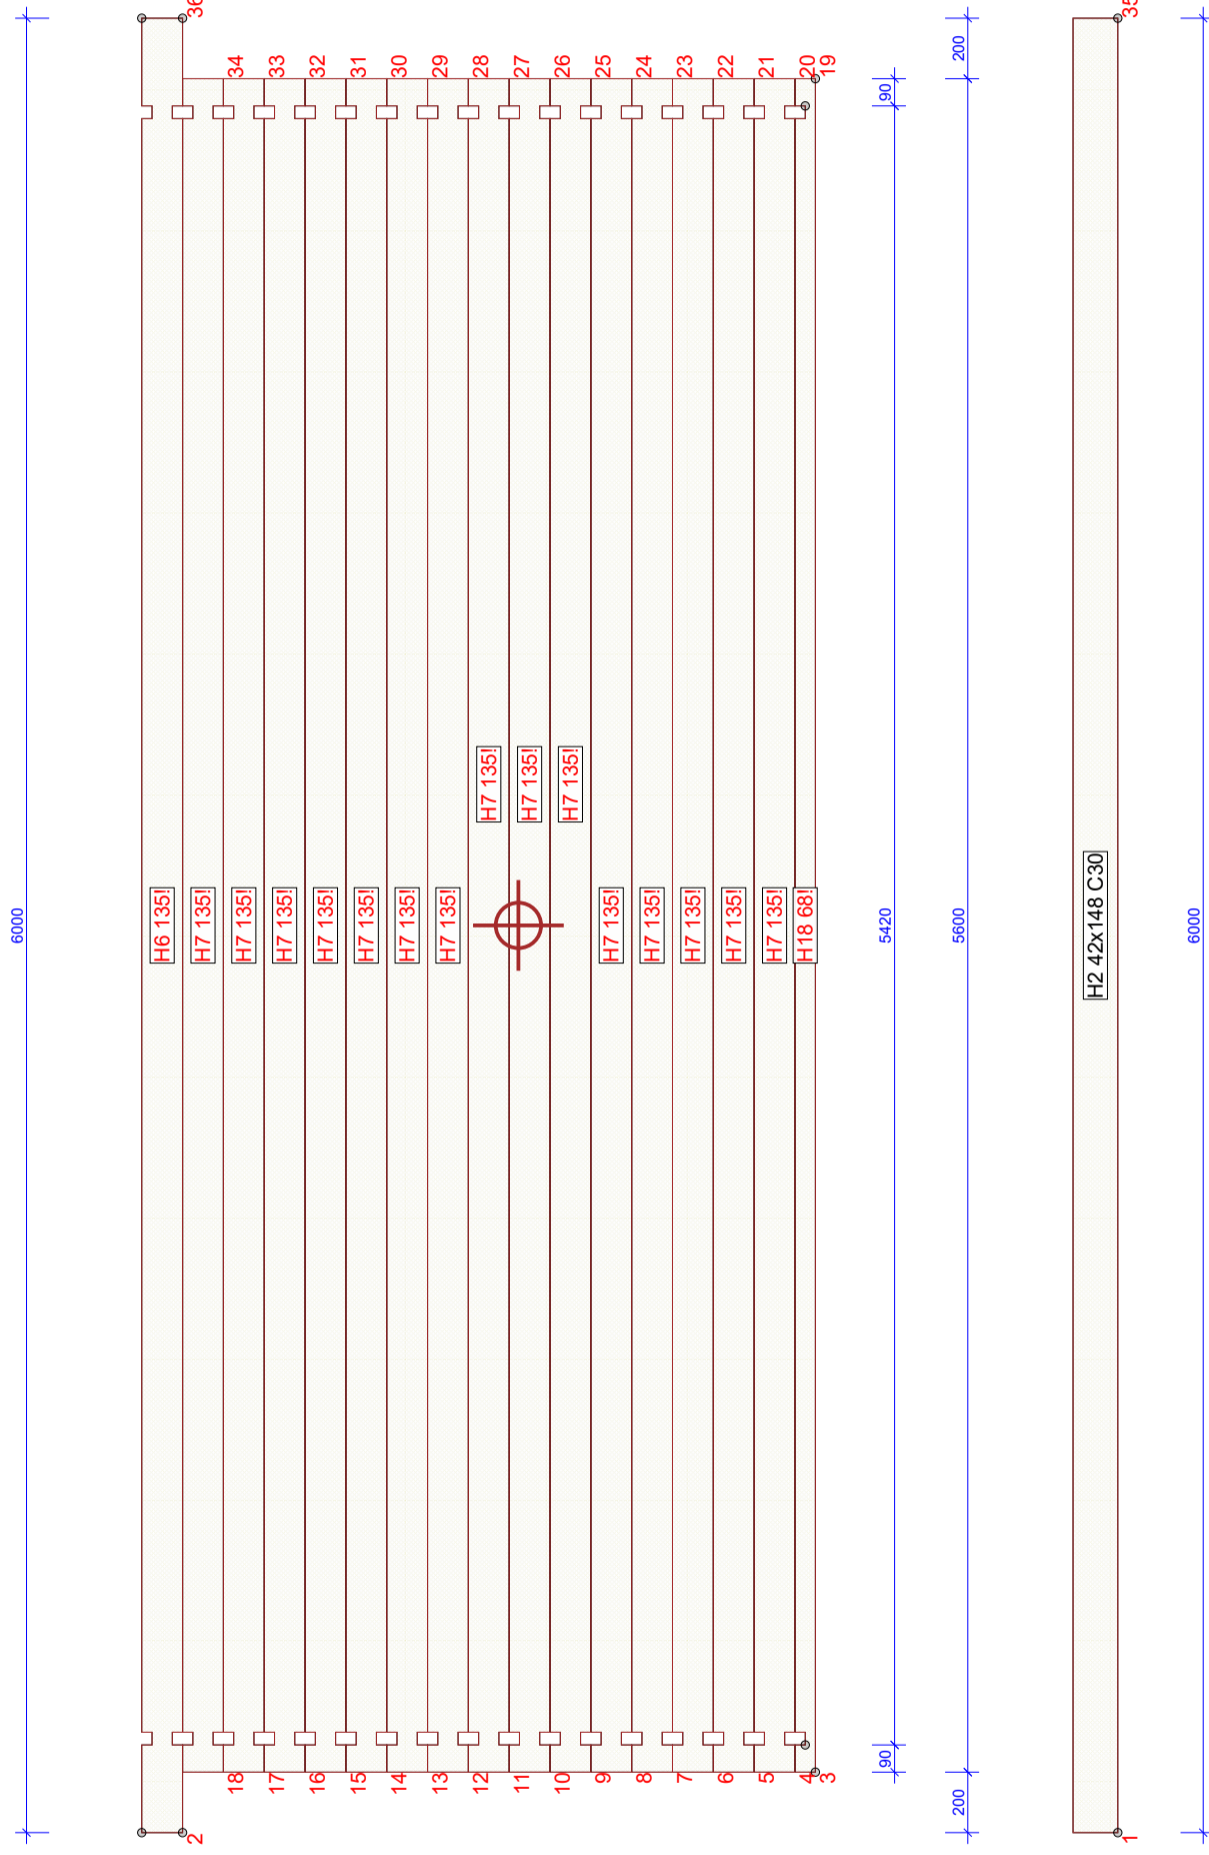 6000
H6 135!
2 36
H7 135!
18 H7 135! 34
17 H7 135! 33
16 H7 135! 32
15 H7 135! 31
14 H7 135! 30
13 H7 135! 29
12 H7 135! 28
11 H7 135! 27
10 H7 135! 26
9 H7 135! 25
8 H7 135! 24
7 H7 135! 23
6 H7 135! 22
5 H7 135! 21
4 H18 68! 20
3 19
90 5420 90
200 5600 200
H2 42x148 C30
1 35
6000